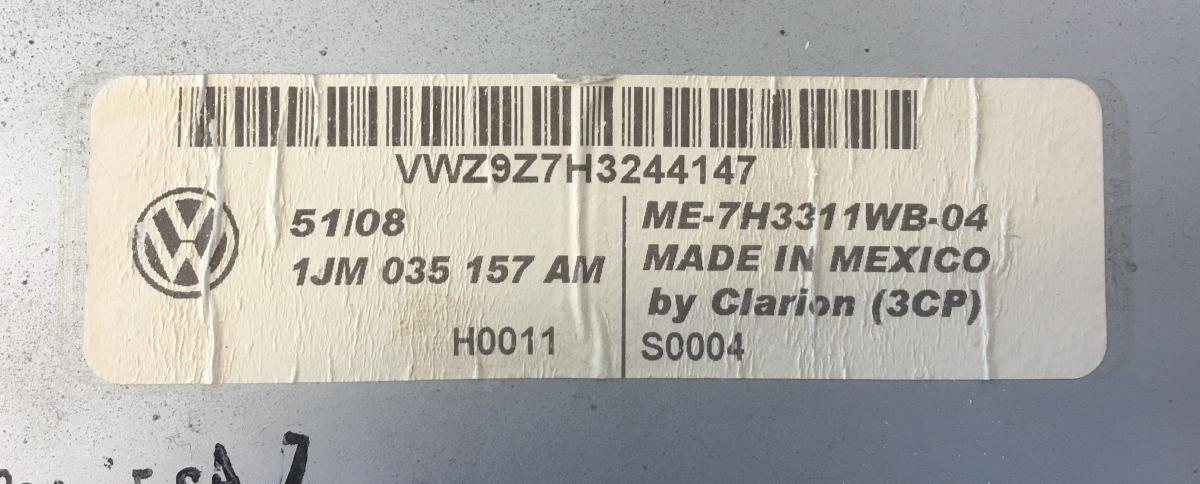 VWZ9Z7H3244147
51/08
1JM 035 157 AM
H0011
ME-7H3311WB-04
MADE IN MEXICO
by Clarion (3CP)
S0004